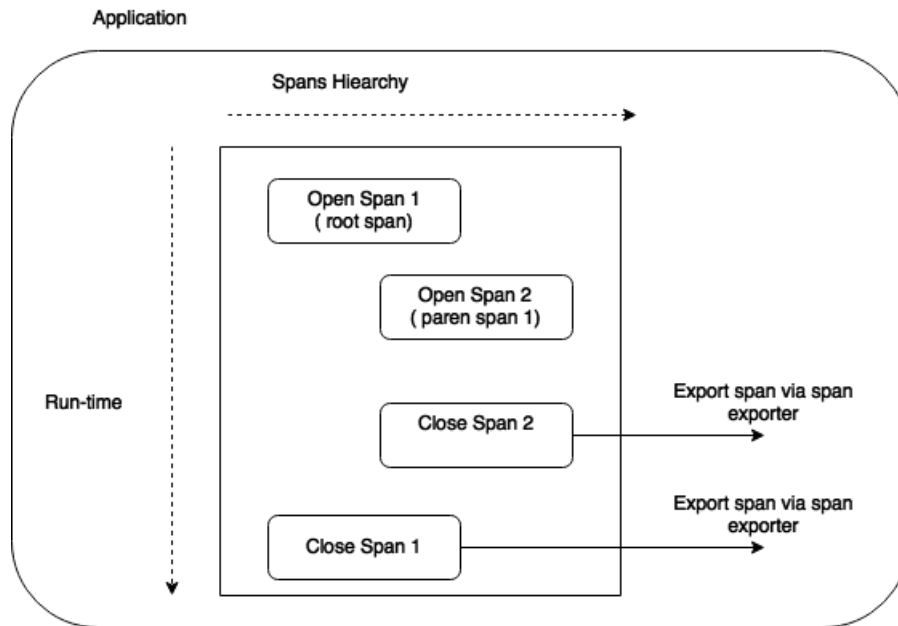 Application
Spans Hiearchy
Open Span 1
( root span)
Open Span 2
( paren span 1)
Run-time
Close Span 2
Export span via span
exporter
Close Span 1
Export span via span
exporter